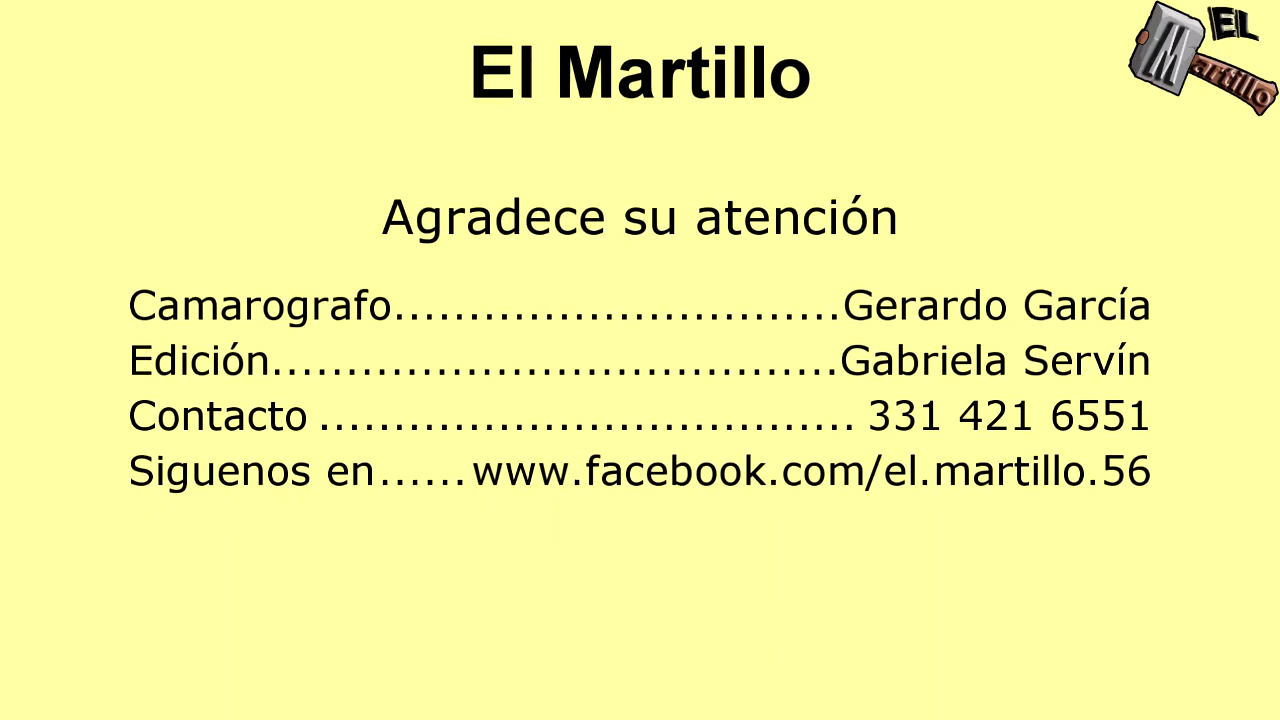 El Martillo
EL
Martillo
Agradece su atención
Camarografo..............................Gerardo García
Edición......................................Gabriela Servín
Contacto .................................... 331 421 6551
Siguenos en......www.facebook.com/el.martillo.56